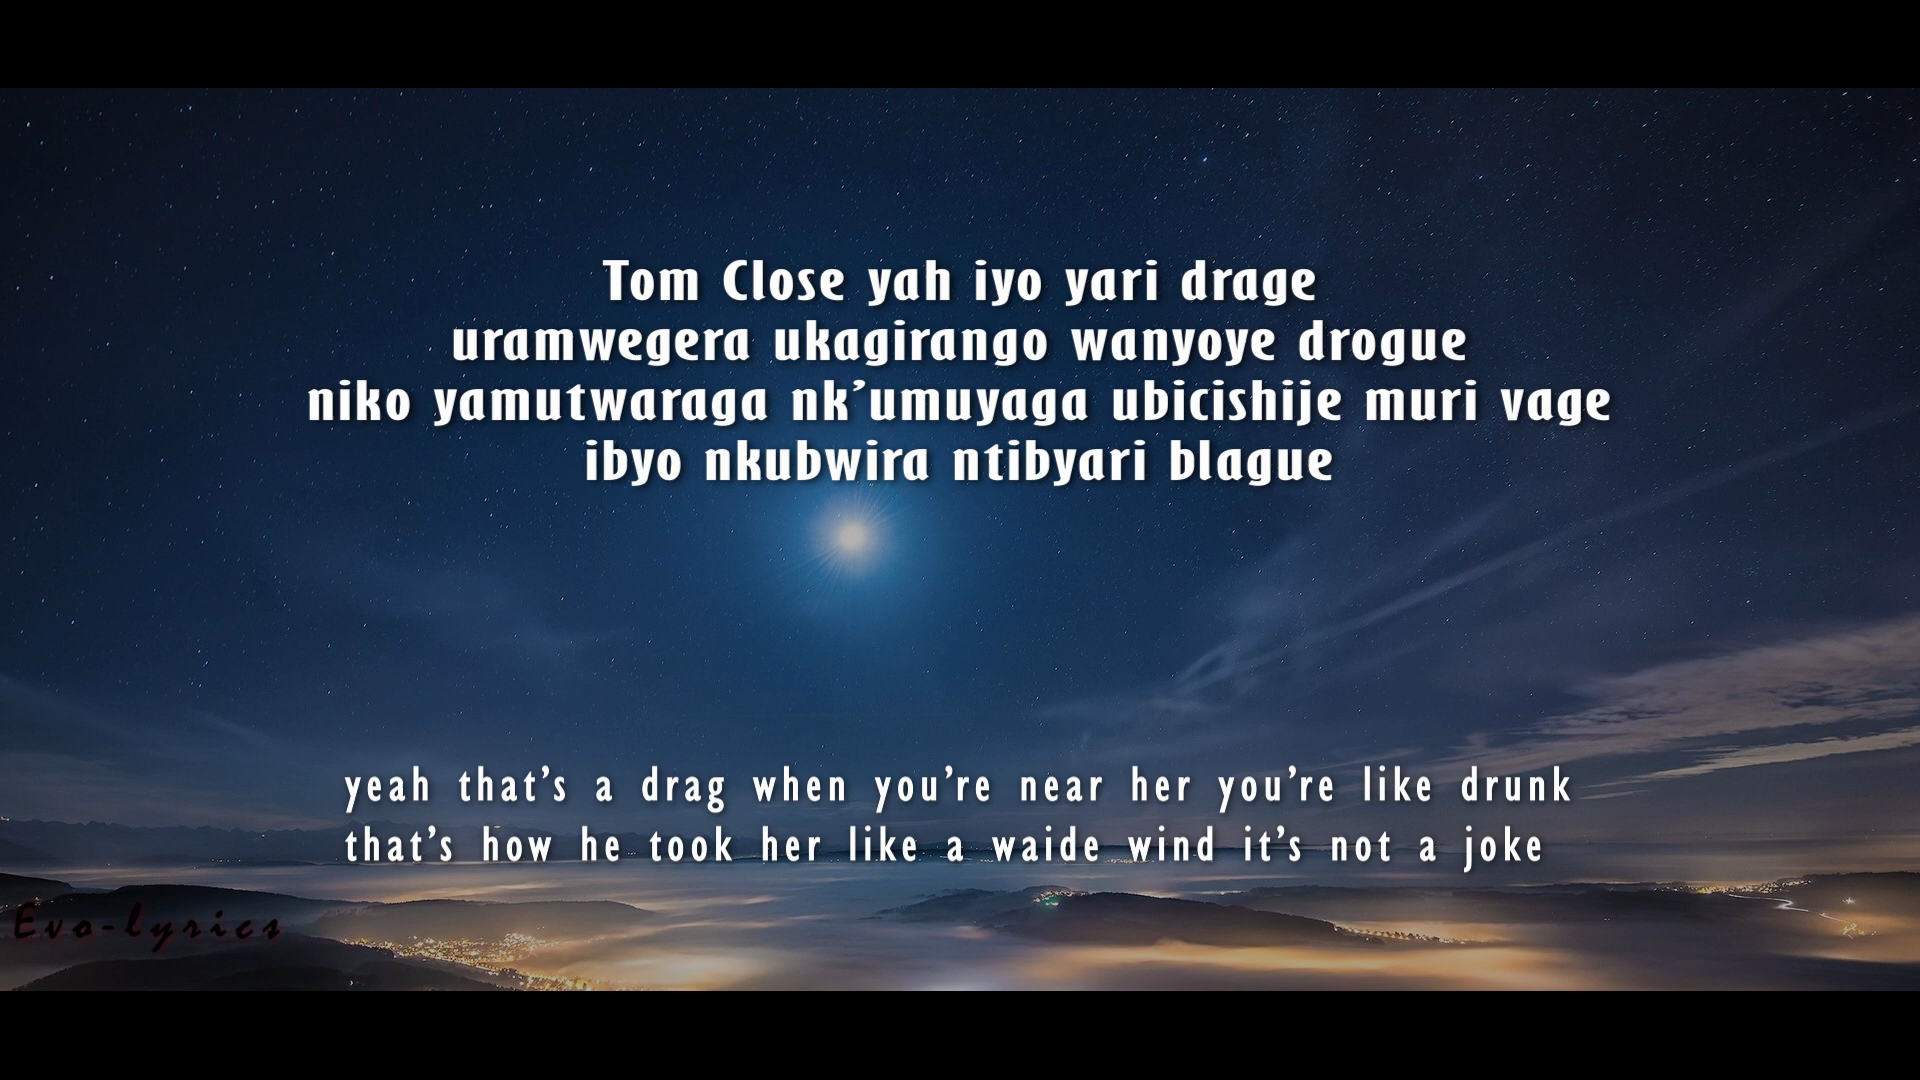 Tom Close yah iyo yari drage
uramwegera ukagirango wanyoye drogue
niko yamutwaraga nk’umuyaga ubicishije muri vage
ibyo nkubwira ntibyari blague
yeah that’s a drag when you’re near her you’re like drunk
that’s how he took her like a waide wind it’s not a joke
Evo-lyrics